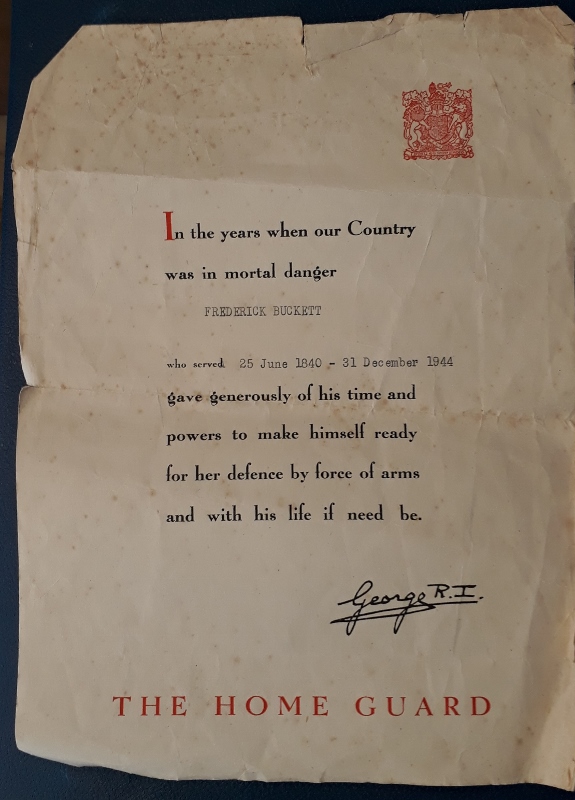 In the years when our Country
was in mortal danger
FREDERICK BUCKETT
who served 25 June 1840 - 31 December 1944
gave generously of his time and
powers to make himself ready
for her defence by force of arms
and with his life if need be.
George R.I.
THE HOME GUARD